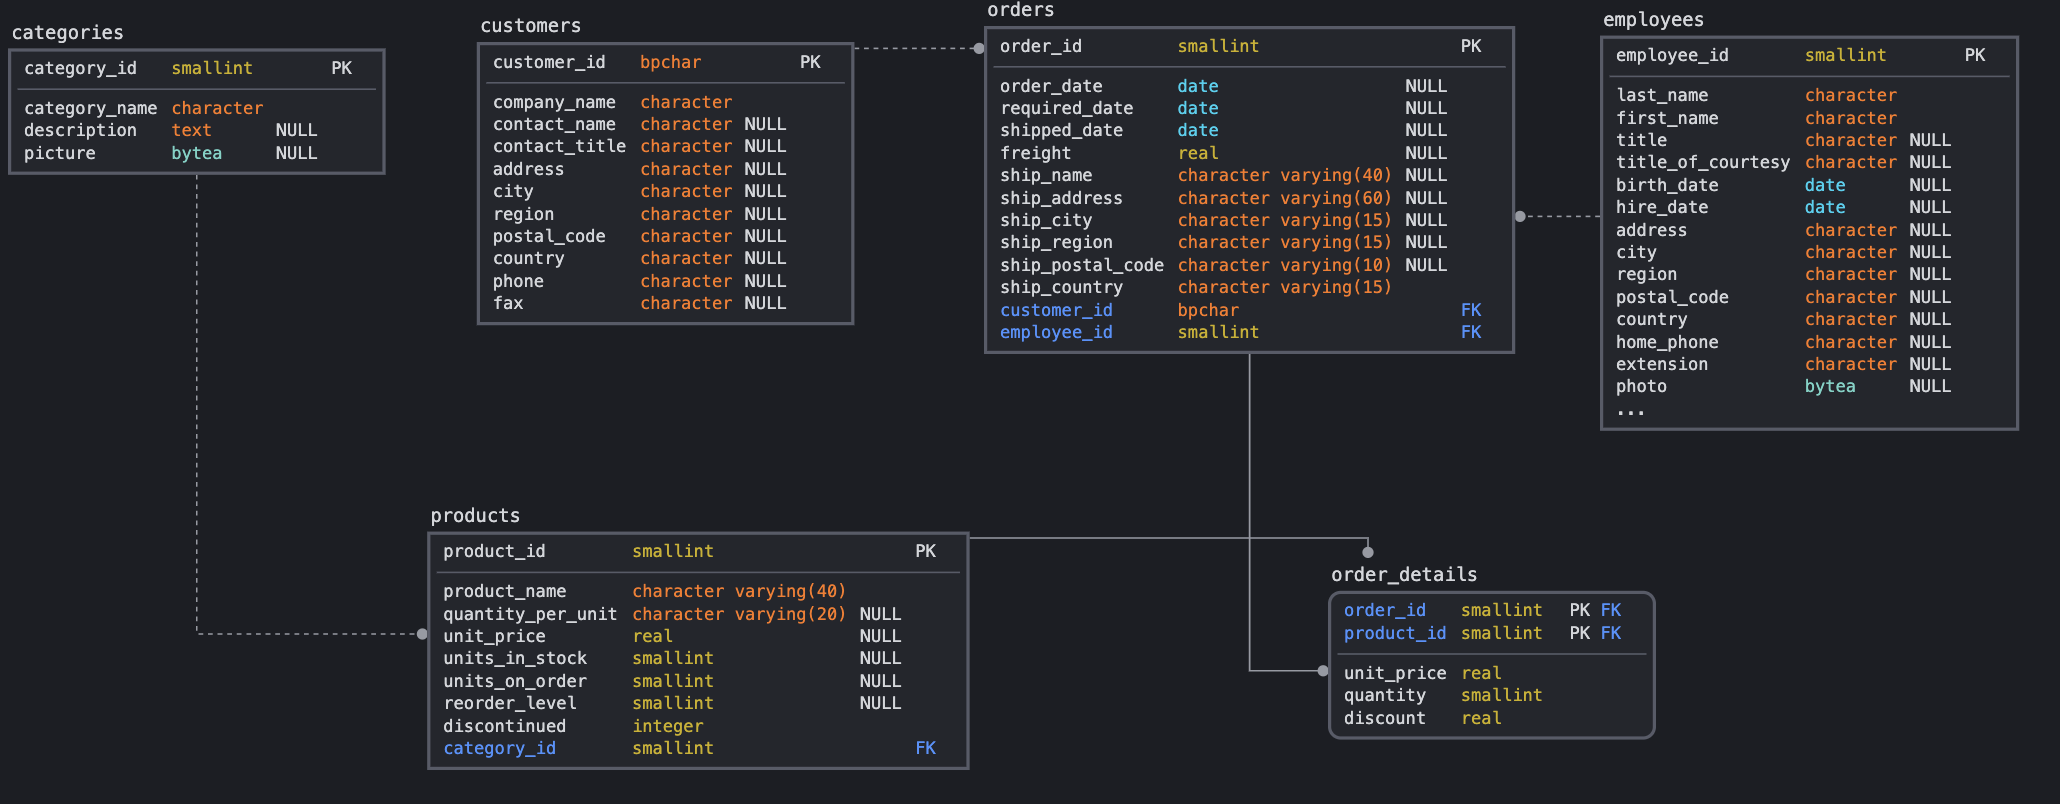 categories
category_id smallint PK
category_name character
description text NULL
picture bytea NULL
customers
customer_id bpchar PK
company_name character
contact_name character NULL
contact_title character NULL
address character NULL
city character NULL
region character NULL
postal_code character NULL
country character NULL
phone character NULL
fax character NULL
orders
order_id smallint PK
order_date date NULL
required_date date NULL
shipped_date date NULL
freight real NULL
ship_name character varying(40) NULL
ship_address character varying(60) NULL
ship_city character varying(15) NULL
ship_region character varying(15) NULL
ship_postal_code character varying(10) NULL
ship_country character varying(15)
customer_id bpchar FK
employee_id smallint FK
employees
employee_id smallint PK
last_name character
first_name character
title character NULL
title_of_courtesy character NULL
birth_date date NULL
hire_date date NULL
address character NULL
city character NULL
region character NULL
postal_code character NULL
country character NULL
home_phone character NULL
extension character NULL
photo bytea NULL
...
products
product_id smallint PK
product_name character varying(40)
quantity_per_unit character varying(20) NULL
unit_price real NULL
units_in_stock smallint NULL
units_on_order smallint NULL
reorder_level smallint NULL
discontinued integer
category_id smallint FK
order_details
order_id smallint PK FK
product_id smallint PK FK
unit_price real
quantity smallint
discount real